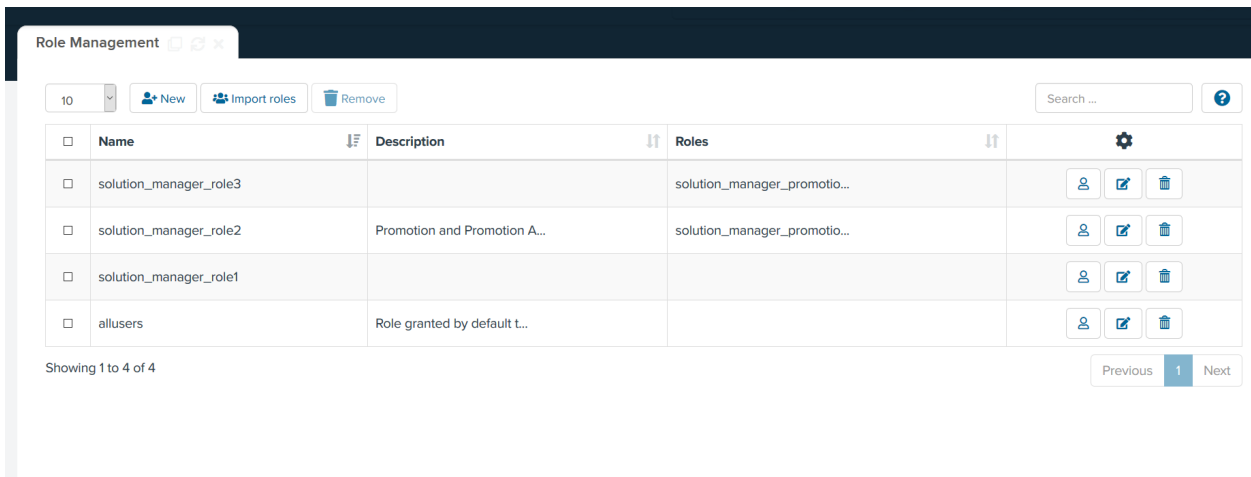 Role Management
10 New Import roles Remove Search ...
Name Description Roles
solution_manager_role3 solution_manager_promotio...
solution_manager_role2 Promotion and Promotion A... solution_manager_promotio...
solution_manager_role1
allusers Role granted by default t...
Showing 1 to 4 of 4
Previous 1 Next